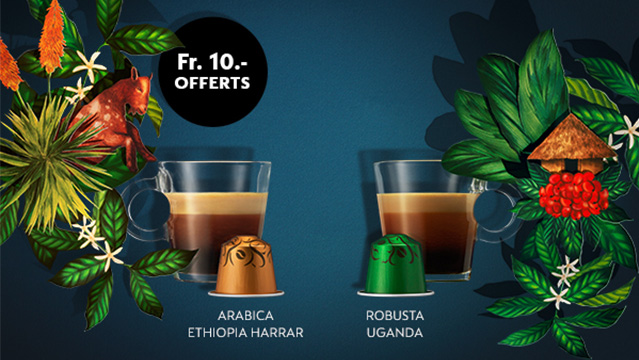 Fr. 10.-
OFFERTS
ARABICA
ETHIOPIA HARRAR
ROBUSTA
UGANDA